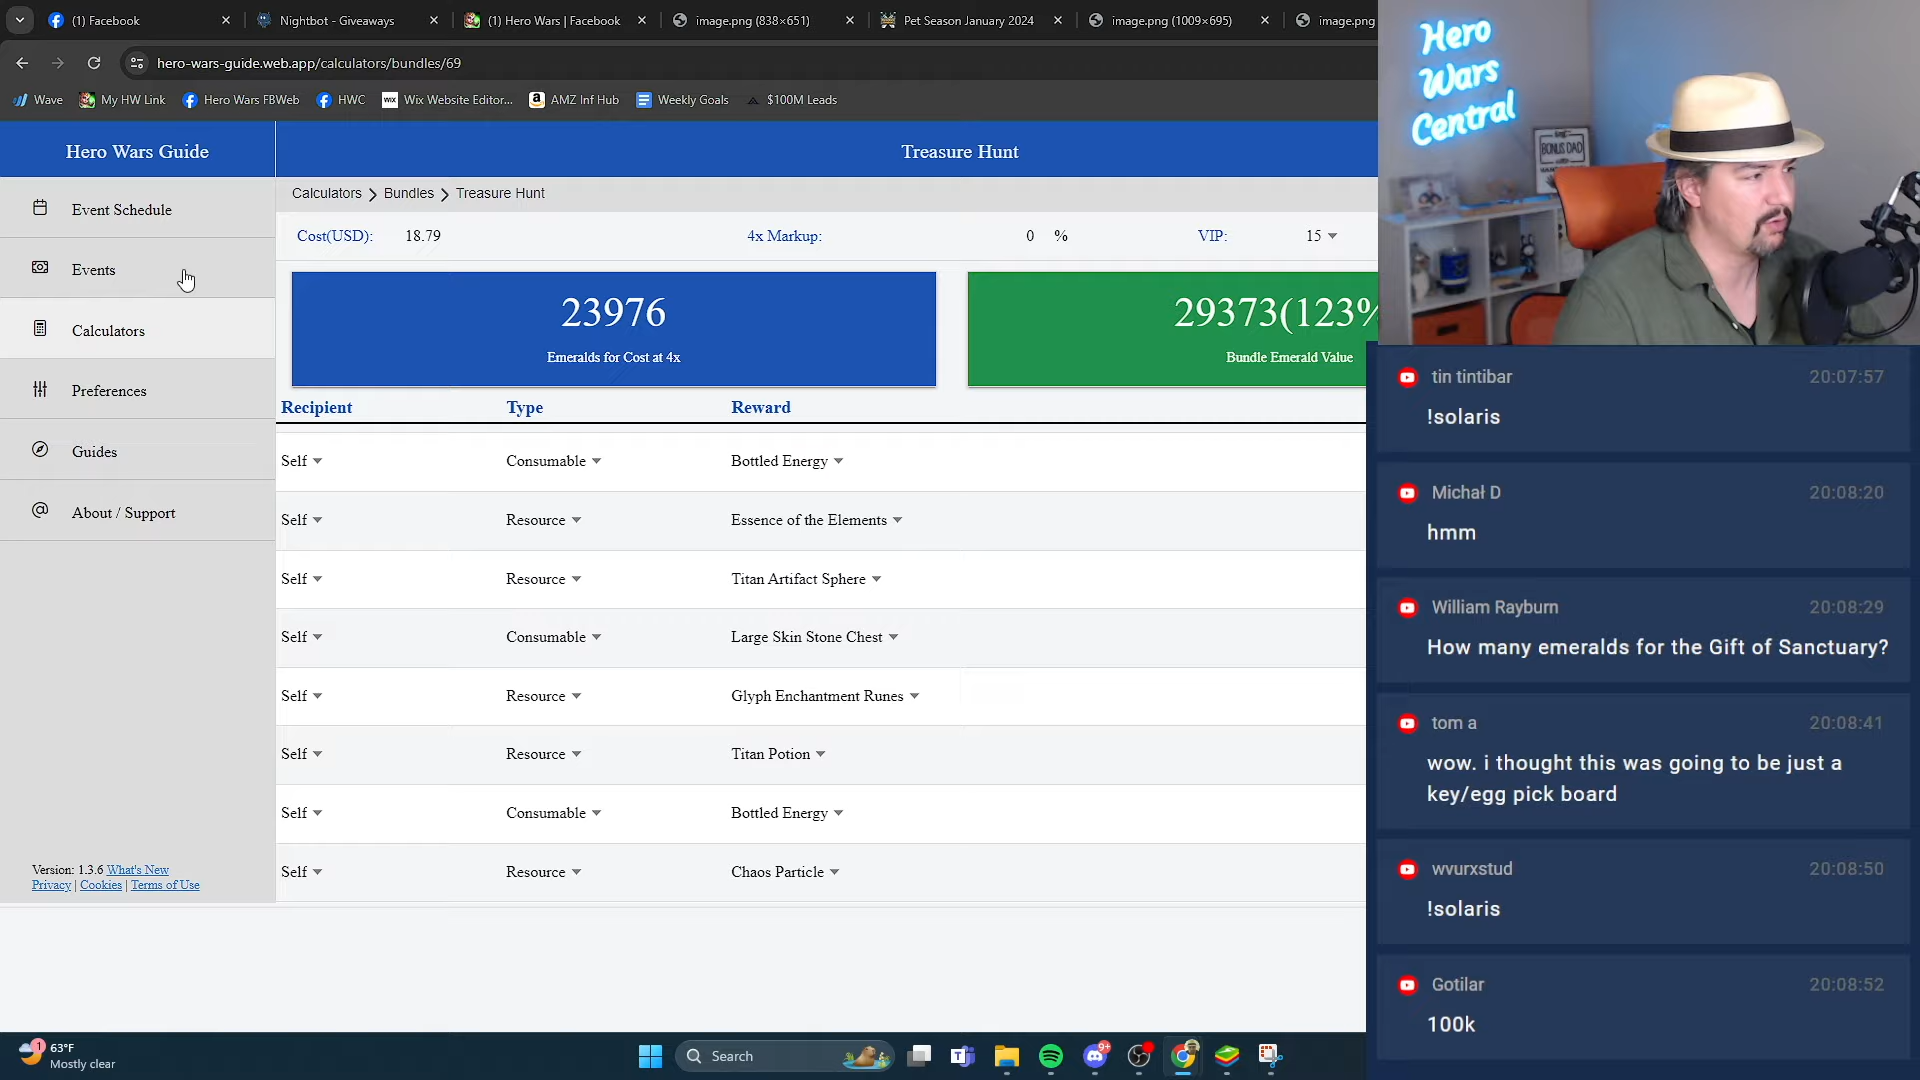 (1) Facebook
Nightbot - Giveaways
(1) Hero Wars | Facebook
image.png (838×651)
Pet Season January 2024
image.png (1009×695)
image.png
hero-wars-guide.web.app/calculators/bundles/69
Wave
My HW Link
Hero Wars FBWeb
HWC
WIX
Wix Website Editor...
AMZ Inf Hub
Weekly Goals
$100M Leads
Hero Wars Guide
Treasure Hunt
Event Schedule
Events
Calculators
Preferences
Guides
About / Support
Version: 1.3.6 What's New
Privacy | Cookies | Terms of Use
Calculators
Bundles
Treasure Hunt
Cost(USD): 18.79
4x Markup: 0 %
VIP: 15
23976
Emeralds for Cost at 4x
29373(123%
Bundle Emerald Value
Recipient Type Reward
Self Consumable Bottled Energy
Self Resource Essence of the Elements
Self Resource Titan Artifact Sphere
Self Consumable Large Skin Stone Chest
Self Resource Glyph Enchantment Runes
Self Resource Titan Potion
Self Consumable Bottled Energy
Self Resource Chaos Particle
Hero
Wars
Central
BONUS DAD
tin tintibar 20:07:57
!solaris
Michał D 20:08:20
hmm
William Rayburn 20:08:29
How many emeralds for the Gift of Sanctuary?
tom a 20:08:41
wow. i thought this was going to be just a
key/egg pick board
wvurxstud 20:08:50
!solaris
Gotilar 20:08:52
100k
1
63°F
Mostly clear
Search
9+